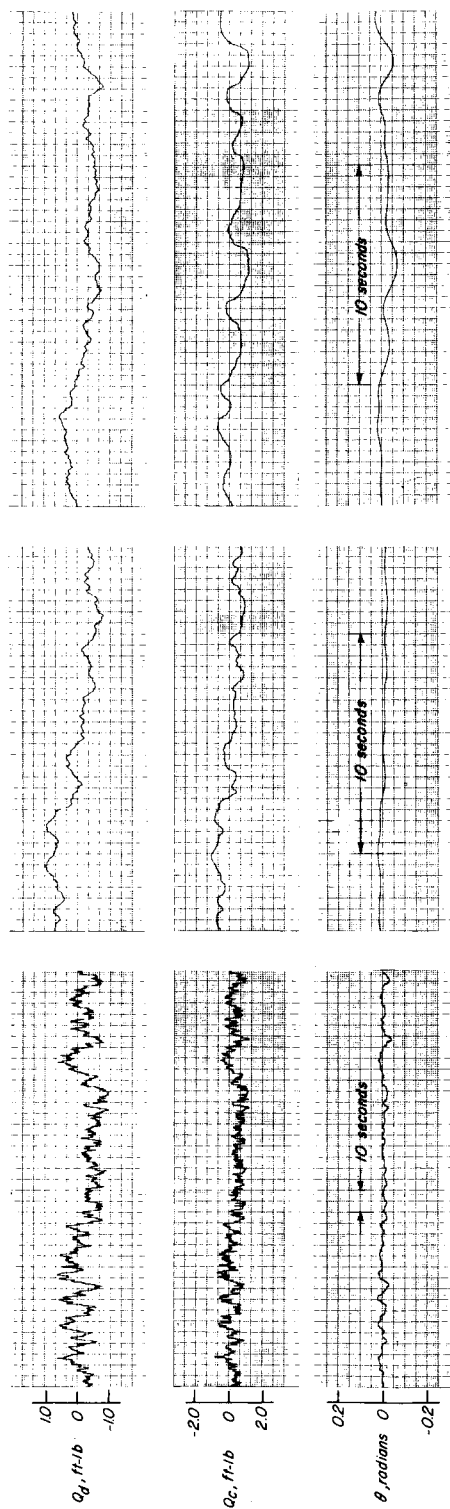 1.0
0
-1.0
Q_d, ft-lb
-2.0
0
2.0
Q_c, ft-lb
10 seconds
10 seconds
10 seconds
0.2
0
-0.2
θ, radians